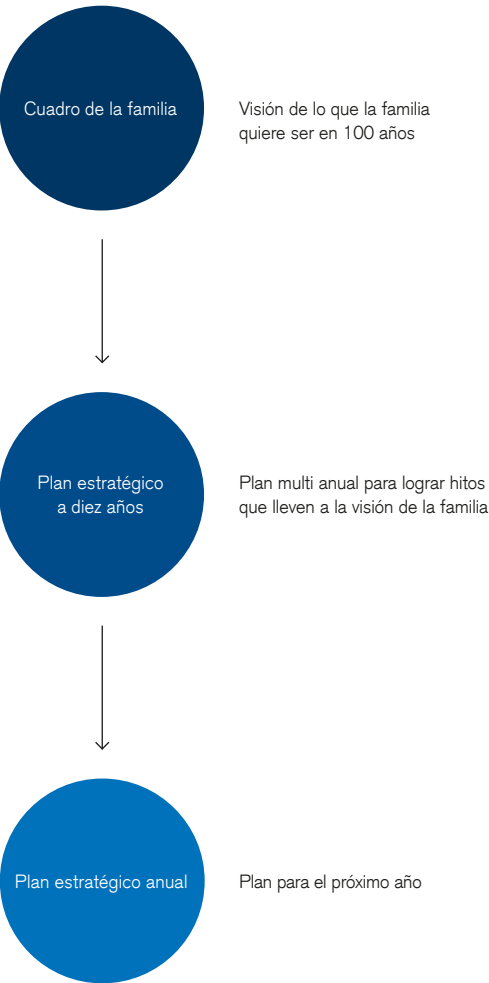 Cuadro de la familia
Visión de lo que la familia
quiere ser en 100 años
Plan estratégico
a diez años
Plan multi anual para lograr hitos
que lleven a la visión de la familia
Plan estratégico anual
Plan para el próximo año